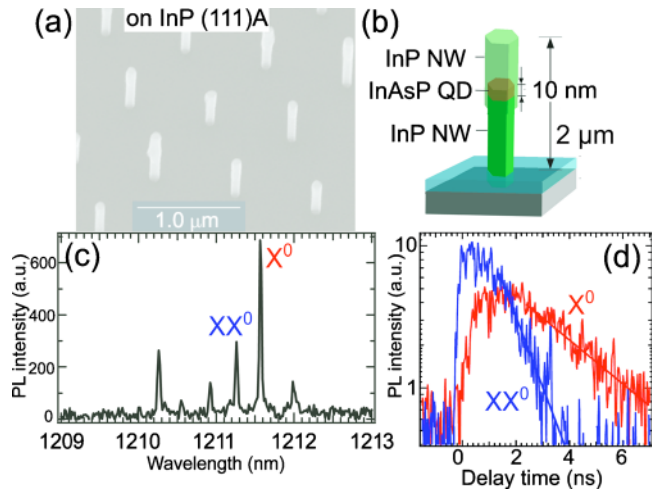 (a)
on InP (111)A
1.0 μm
(b)
InP NW
InAsP QD
10 nm
InP NW
2 μm
(c)
X⁰
XX⁰
PL intensity (a.u.)
600
400
200
0
1209
1210
1211
1212
1213
Wavelength (nm)
(d)
X⁰
XX⁰
PL intensity (a.u.)
10
1
0
2
4
6
Delay time (ns)